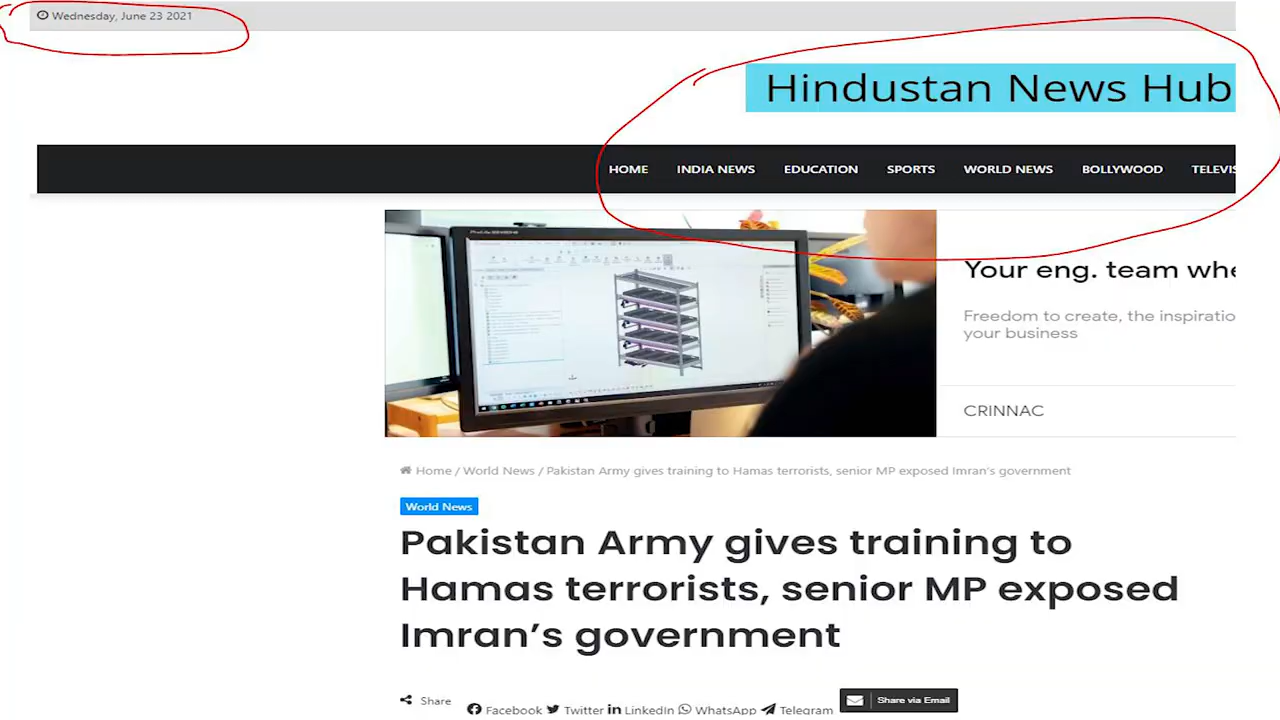 Wednesday, June 23 2021
Hindustan News Hub
HOME INDIA NEWS EDUCATION SPORTS WORLD NEWS BOLLYWOOD TELEVIS
Your eng. team whe
Freedom to create, the inspiratio
your business
CRINNAC
Home / World News / Pakistan Army gives training to Hamas terrorists, senior MP exposed Imran's government
World News
Pakistan Army gives training to
Hamas terrorists, senior MP exposed
Imran's government
Share Facebook Twitter LinkedIn WhatsApp Telegram Share via Email